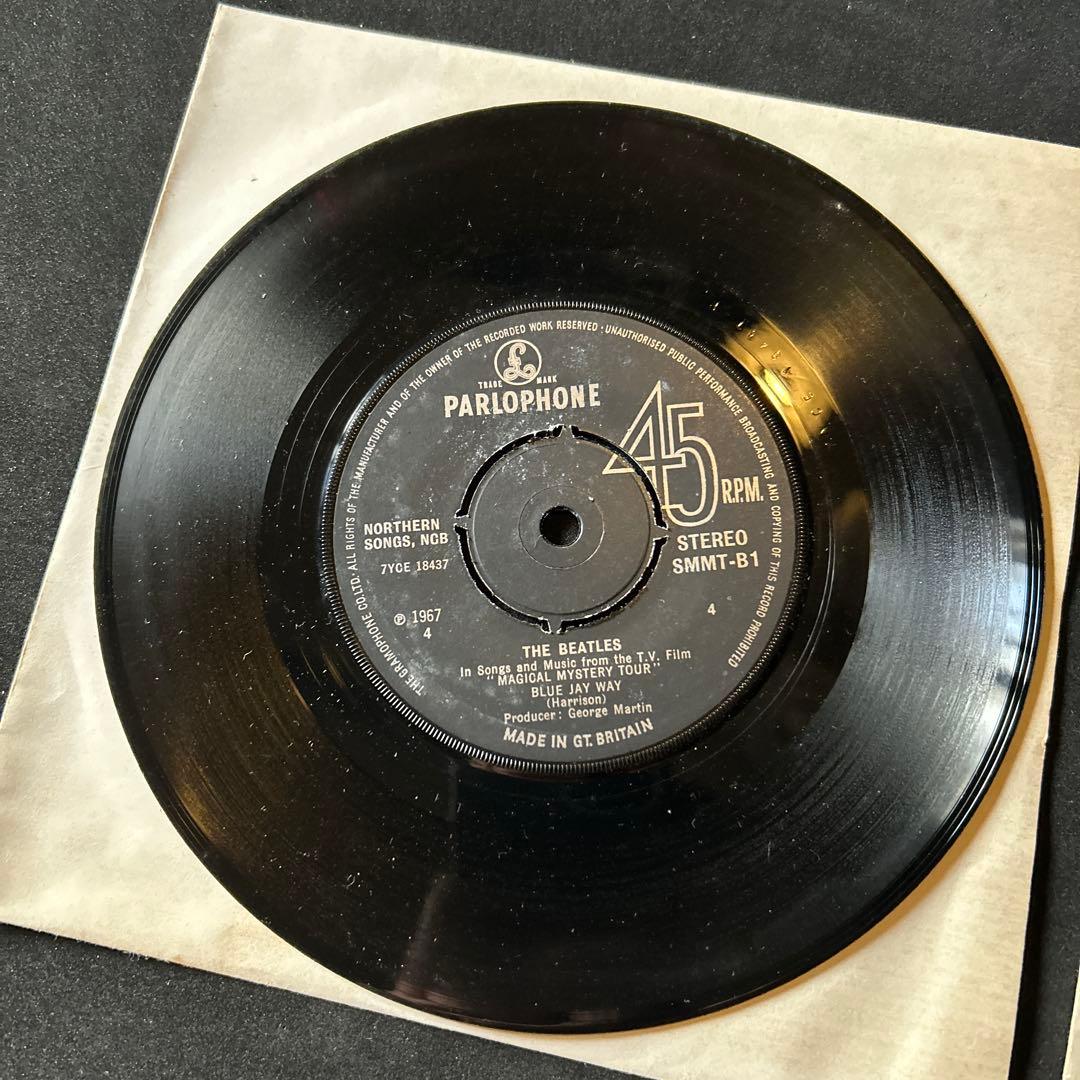 THE GRAMOPHONE CO. LTD. ALL RIGHTS OF THE MANUFACTURER AND OF THE OWNER OF THE RECORDED WORK RESERVED · UNAUTHORISED PUBLIC PERFORMANCE BROADCASTING AND COPYING OF THIS RECORD PROHIBITED
£
TRADE MARK
PARLOPHONE
45
R.P.M.
NORTHERN
SONGS, NCB
7YCE 18437
STEREO
SMMT-B1
℗ 1967
4
4
THE BEATLES
In Songs and Music from the T.V. Film
"MAGICAL MYSTERY TOUR"
BLUE JAY WAY
(Harrison)
Producer: George Martin
MADE IN GT. BRITAIN